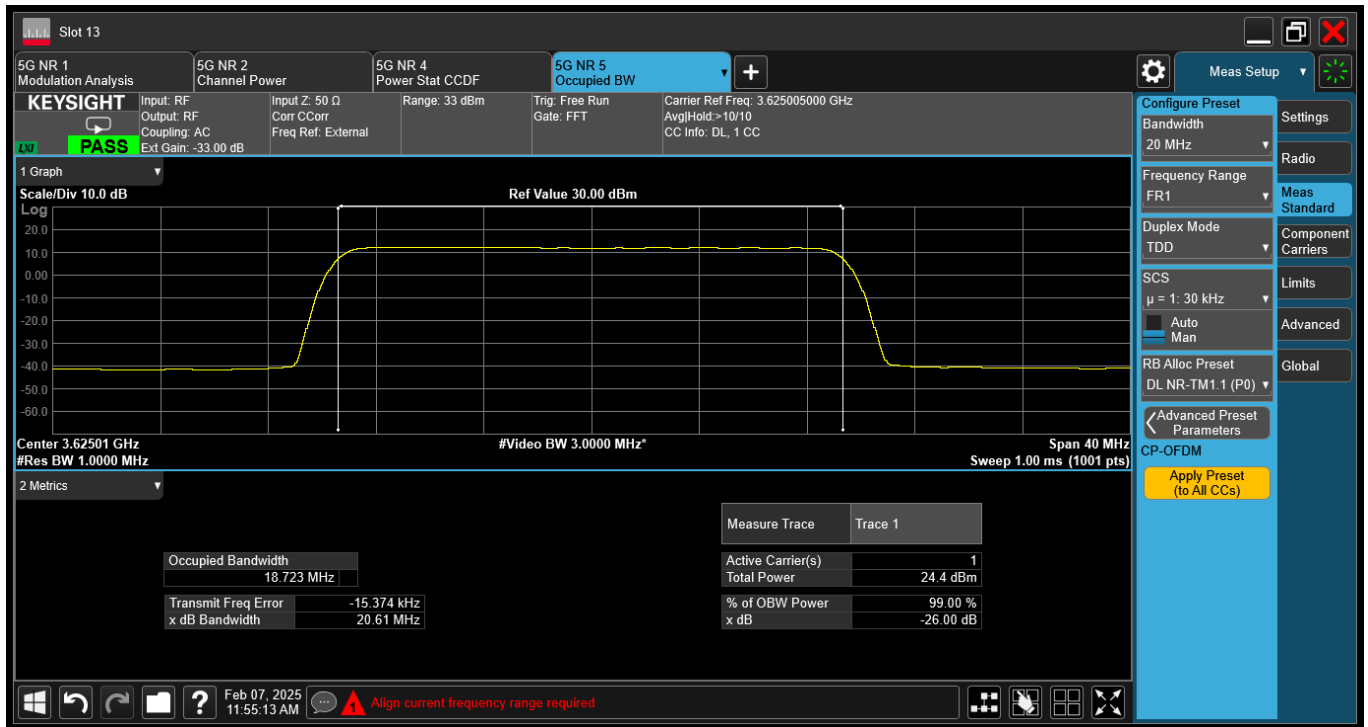 Slot 13
5G NR 1
Modulation Analysis
5G NR 2
Channel Power
5G NR 4
Power Stat CCDF
5G NR 5
Occupied BW
Meas Setup
KEYSIGHT
LXI
PASS
Input: RF
Output: RF
Coupling: AC
Ext Gain: -33.00 dB
Input Z: 50 Ω
Corr CCorr
Freq Ref: External
Range: 33 dBm
Trig: Free Run
Gate: FFT
Carrier Ref Freq: 3.625005000 GHz
Avg|Hold:>10/10
CC Info: DL, 1 CC
1 Graph
Scale/Div 10.0 dB
Ref Value 30.00 dBm
Log
20.0
10.0
0.00
-10.0
-20.0
-30.0
-40.0
-50.0
-60.0
Center 3.62501 GHz
#Video BW 3.0000 MHz*
Span 40 MHz
#Res BW 1.0000 MHz
Sweep 1.00 ms (1001 pts)
2 Metrics
Measure Trace Trace 1
Occupied Bandwidth
18.723 MHz
Active Carrier(s) 1
Total Power 24.4 dBm
Transmit Freq Error -15.374 kHz
x dB Bandwidth 20.61 MHz
% of OBW Power 99.00 %
x dB -26.00 dB
Configure Preset
Bandwidth
20 MHz
Frequency Range
FR1
Duplex Mode
TDD
SCS
μ = 1: 30 kHz
Auto
Man
RB Alloc Preset
DL NR-TM1.1 (P0)
Advanced Preset
Parameters
CP-OFDM
Apply Preset
(to All CCs)
Settings
Radio
Meas
Standard
Component
Carriers
Limits
Advanced
Global
?
Feb 07, 2025
11:55:13 AM
1
Align current frequency range required